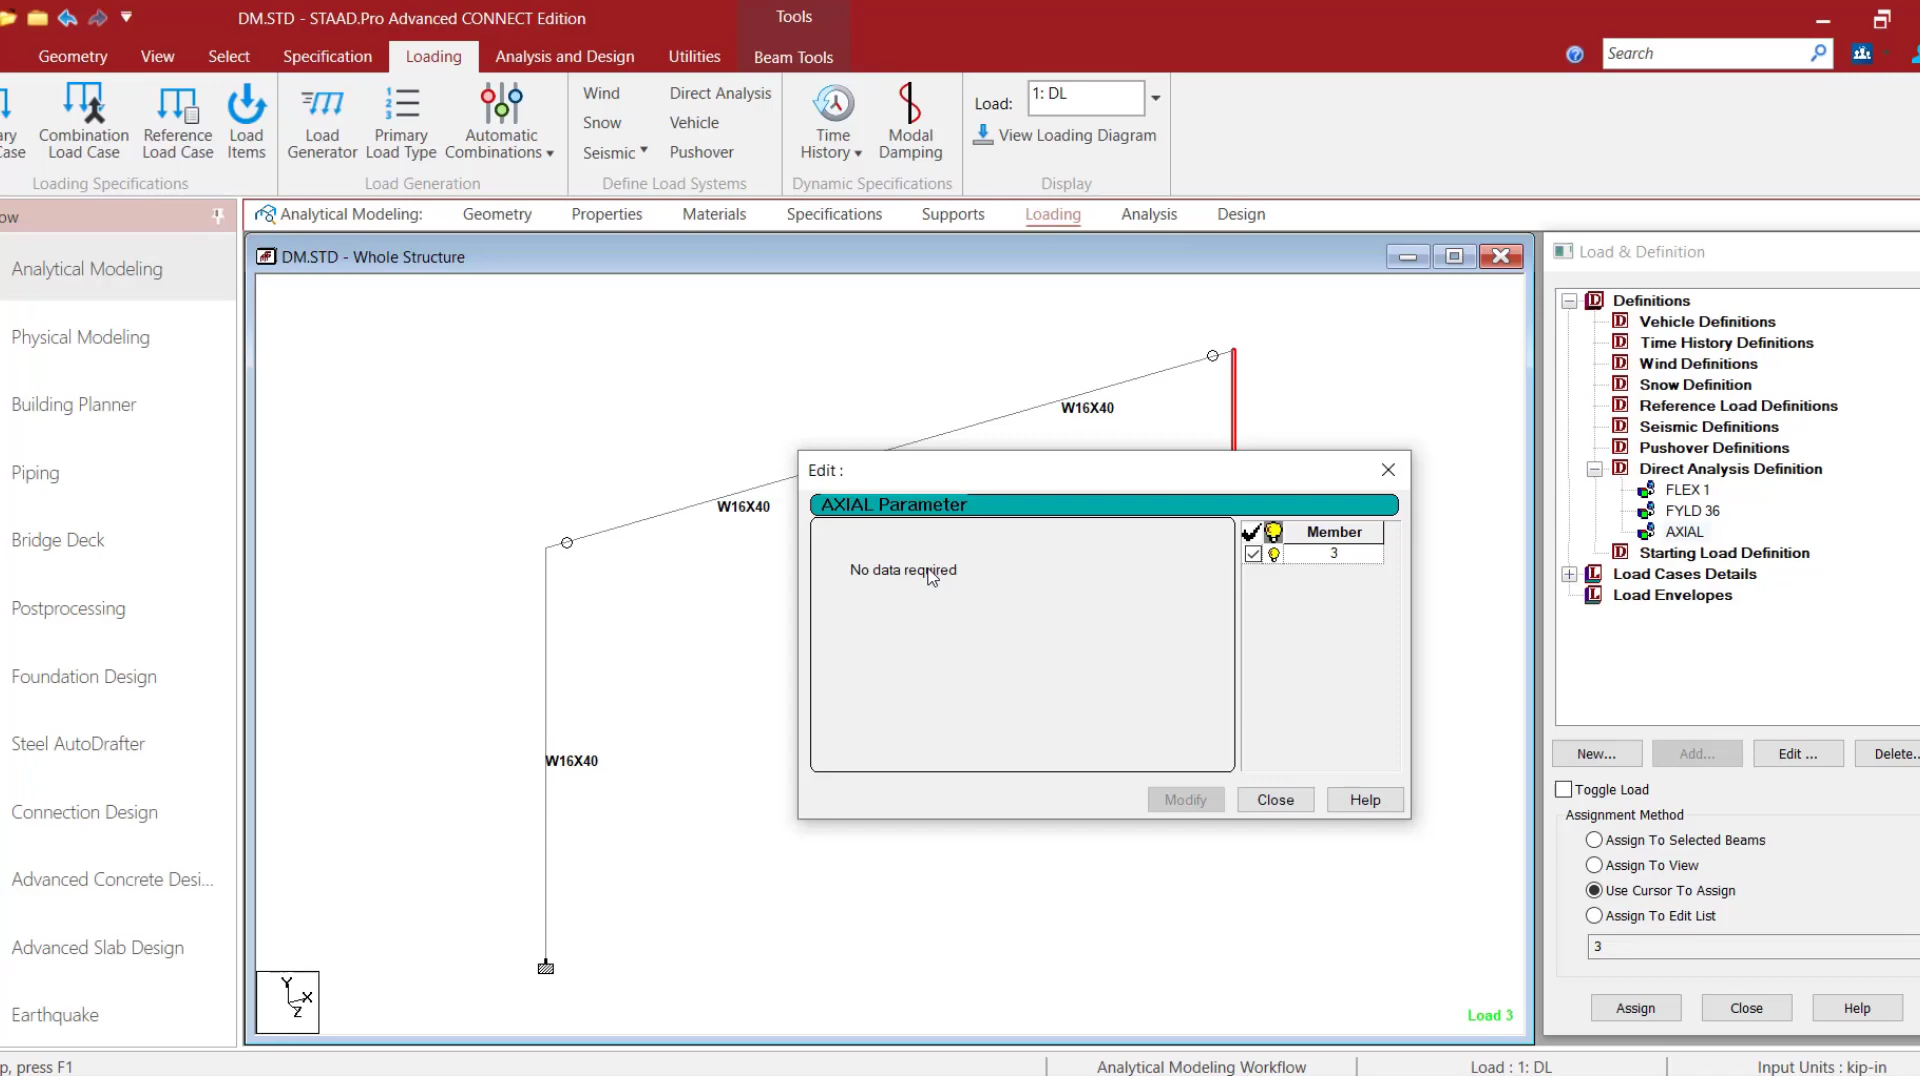 DM.STD - STAAD.Pro Advanced CONNECT Edition
Tools
Geometry
View
Select
Specification
Loading
Analysis and Design
Utilities
Beam Tools
Search
Combination
Load Case
Reference
Load Case
Load
Items
Load
Generator
Primary
Load Type
Automatic
Combinations
Wind
Snow
Seismic
Direct Analysis
Vehicle
Pushover
Time
History
Modal
Damping
Load:
1: DL
View Loading Diagram
Loading Specifications
Load Generation
Define Load Systems
Dynamic Specifications
Display
ow
Analytical Modeling:
Geometry
Properties
Materials
Specifications
Supports
Loading
Analysis
Design
Analytical Modeling
Physical Modeling
Building Planner
Piping
Bridge Deck
Postprocessing
Foundation Design
Steel AutoDrafter
Connection Design
Advanced Concrete Desi...
Advanced Slab Design
Earthquake
DM.STD - Whole Structure
W16X40
W16X40
W16X40
Y
X
Z
Load 3
Edit :
AXIAL Parameter
No data required
Member
3
Modify
Close
Help
Load & Definition
Definitions
Vehicle Definitions
Time History Definitions
Wind Definitions
Snow Definition
Reference Load Definitions
Seismic Definitions
Pushover Definitions
Direct Analysis Definition
FLEX 1
FYLD 36
AXIAL
Starting Load Definition
Load Cases Details
Load Envelopes
New...
Add...
Edit ...
Delete..
Toggle Load
Assignment Method
Assign To Selected Beams
Assign To View
Use Cursor To Assign
Assign To Edit List
3
Assign
Close
Help
p, press F1
Analytical Modeling Workflow
Load : 1: DL
Input Units : kip-in